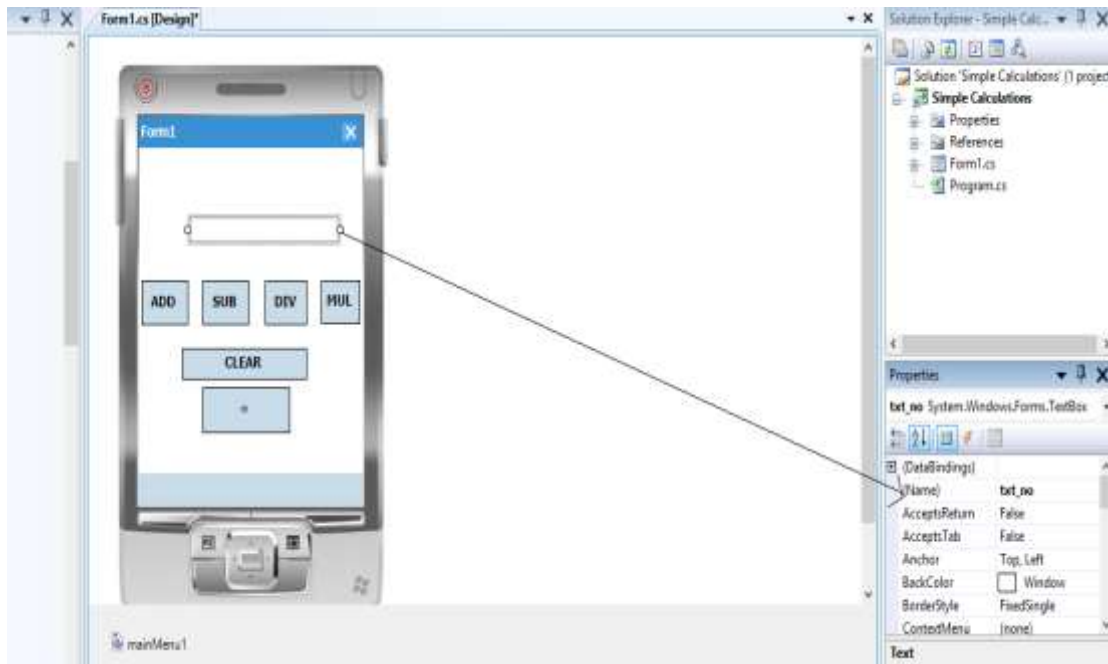 Form1.cs [Design]*
Form1
ADD
SUB
DIV
MUL
CLEAR
mainMenu1
Solution Explorer - Simple Calc...
Solution 'Simple Calculations' (1 project
Simple Calculations
Properties
References
Form1.cs
Program.cs
Properties
txt_no System.Windows.Forms.TextBox
(DataBindings)
(Name) txt_no
AcceptsReturn False
AcceptsTab False
Anchor Top, Left
BackColor Window
BorderStyle FixedSingle
ContextMenu (none)
Text